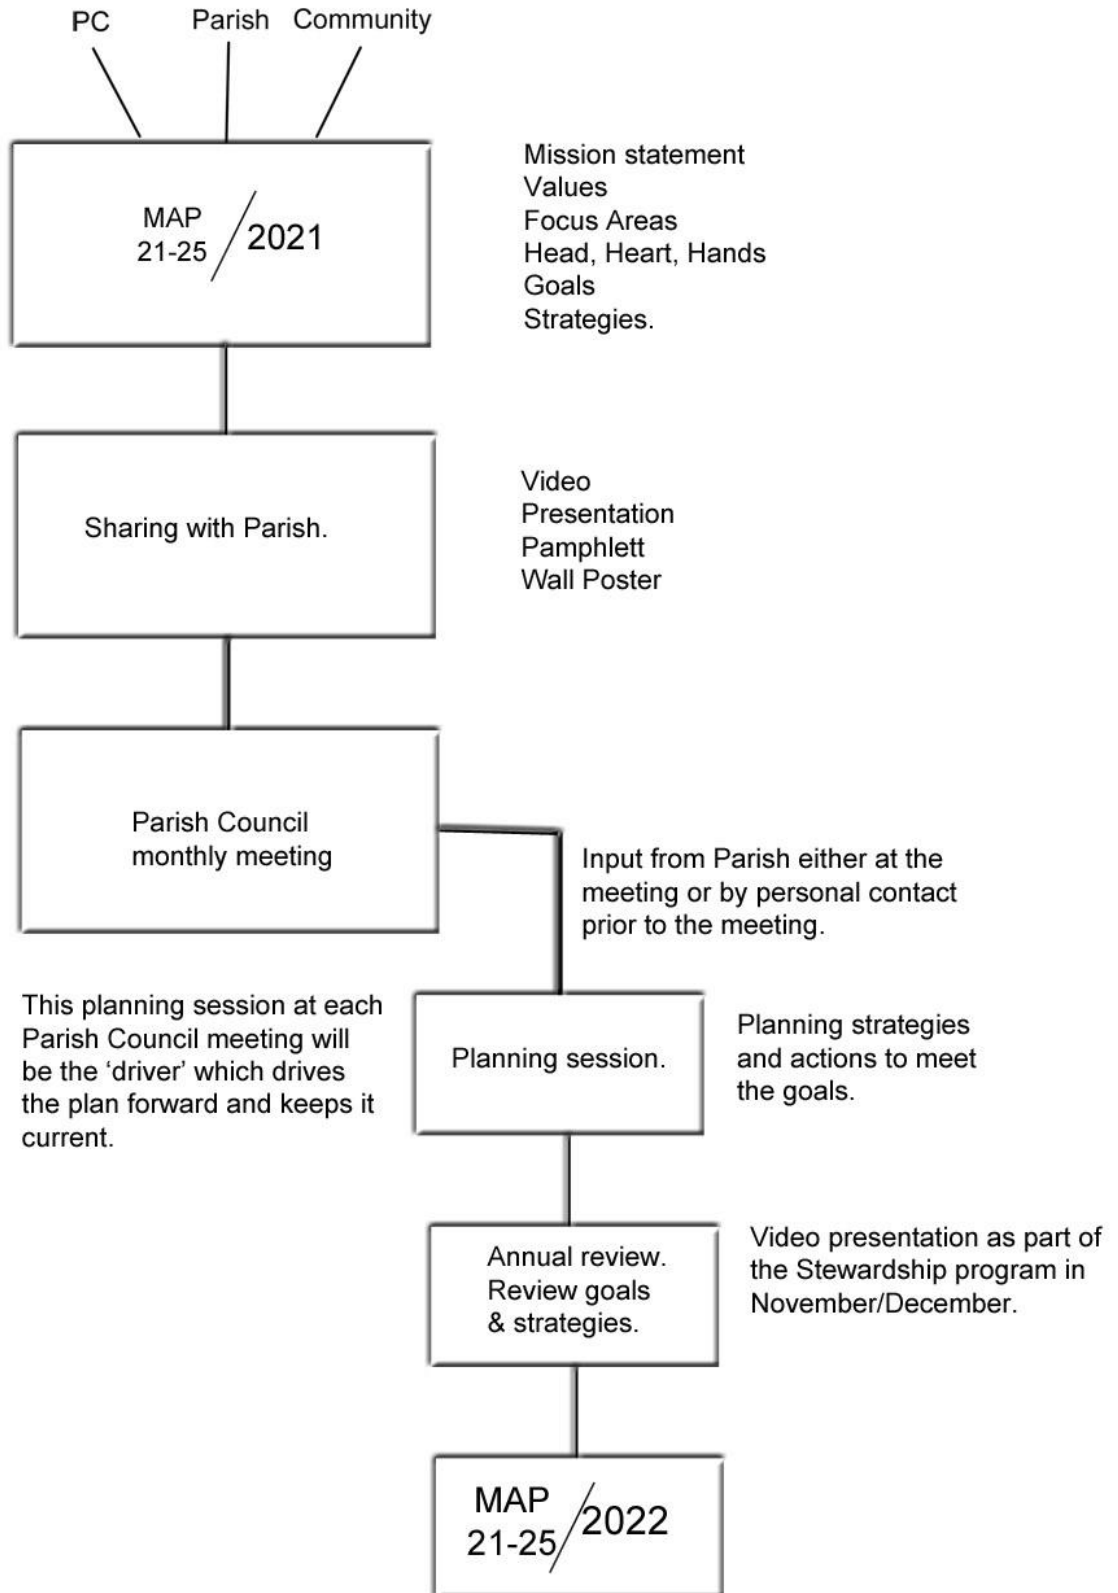 PC Parish Community
MAP
21-25 / 2021
Mission statement
Values
Focus Areas
Head, Heart, Hands
Goals
Strategies.
Sharing with Parish.
Video
Presentation
Pamphlett
Wall Poster
Parish Council
monthly meeting
Input from Parish either at the
meeting or by personal contact
prior to the meeting.
This planning session at each
Parish Council meeting will
be the ‘driver’ which drives
the plan forward and keeps it
current.
Planning session.
Planning strategies
and actions to meet
the goals.
Annual review.
Review goals
& strategies.
Video presentation as part of
the Stewardship program in
November/December.
MAP
21-25 / 2022